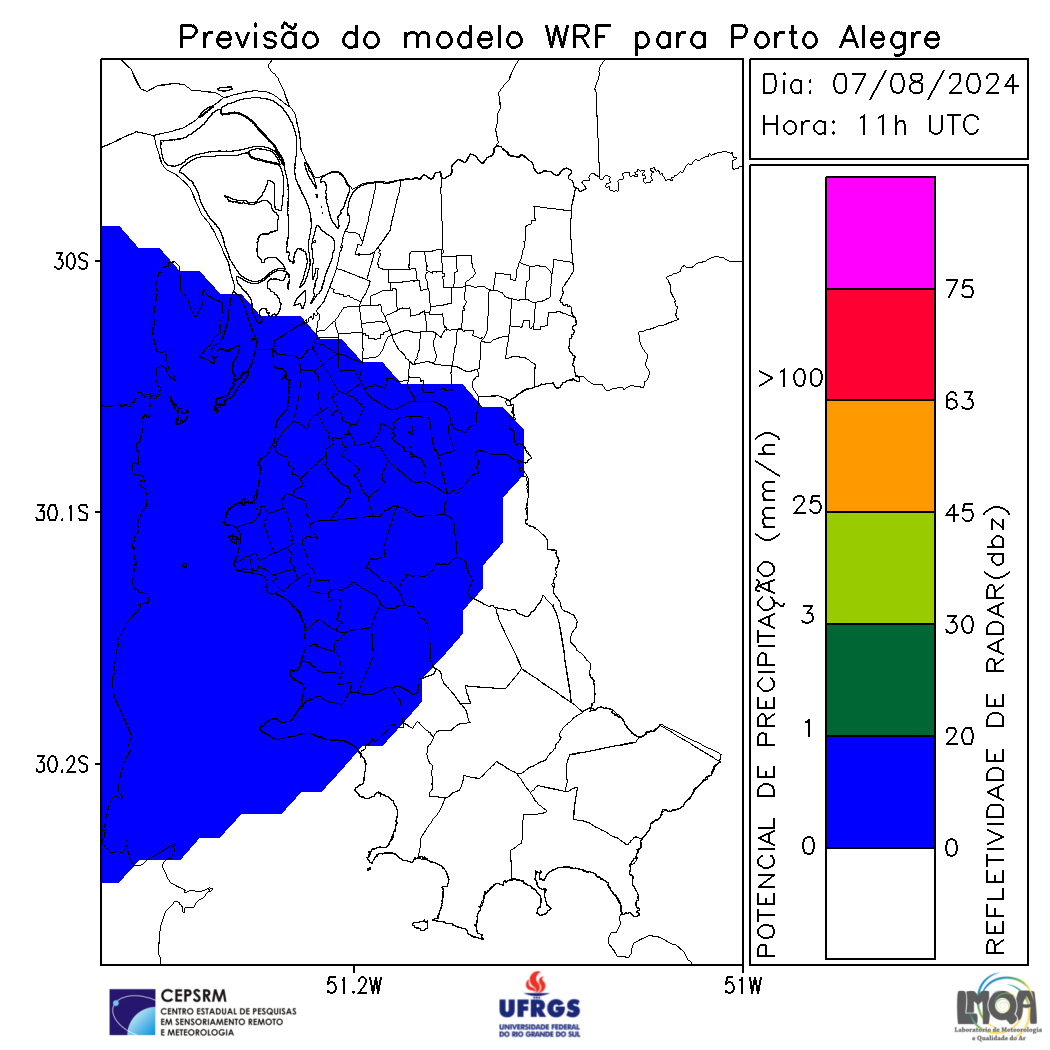 Previsão do modelo WRF para Porto Alegre
Dia: 07/08/2024
Hora: 11h UTC
30S
30.1S
30.2S
51.2W
51W
POTENCIAL DE PRECIPITAÇÃO (mm/h)
>100
25
3
1
0
75
63
45
30
20
0
REFLETIVIDADE DE RADAR(dbz)
CEPSRM
CENTRO ESTADUAL DE PESQUISAS
EM SENSORIAMENTO REMOTO
E METEOROLOGIA
UFRGS
UNIVERSIDADE FEDERAL
DO RIO GRANDE DO SUL
LMQA
Laboratório de Meteorologia
e Qualidade do Ar